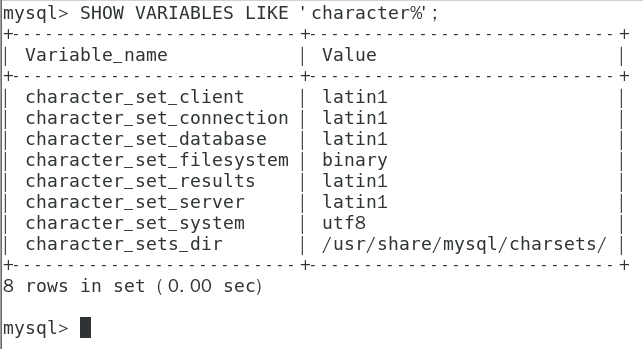 mysql> SHOW VARIABLES LIKE 'character%';
+--------------------------+----------------------------+
| Variable_name            | Value                      |
+--------------------------+----------------------------+
| character_set_client     | latin1                     |
| character_set_connection | latin1                     |
| character_set_database   | latin1                     |
| character_set_filesystem | binary                     |
| character_set_results    | latin1                     |
| character_set_server     | latin1                     |
| character_set_system     | utf8                       |
| character_sets_dir       | /usr/share/mysql/charsets/ |
+--------------------------+----------------------------+
8 rows in set (0.00 sec)
mysql>